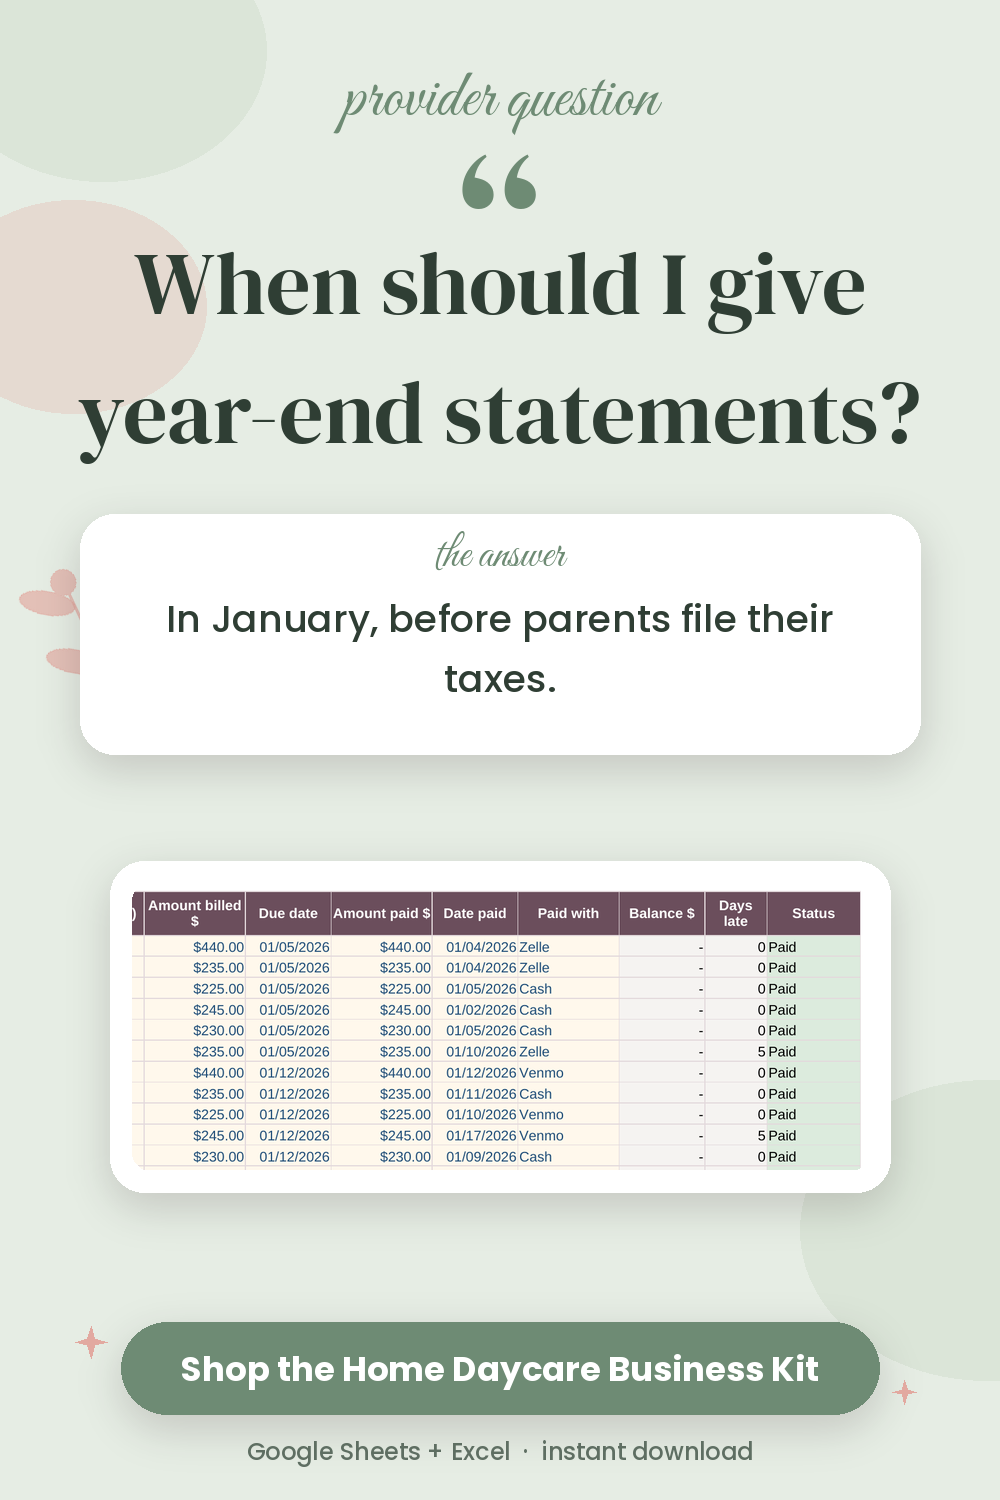 provider question
“
When should I give
year-end statements?
the answer
In January, before parents file their
taxes.
) Amount billed $ Due date Amount paid $ Date paid Paid with Balance $ Days late Status
$440.00 01/05/2026 $440.00 01/04/2026 Zelle - 0 Paid
$235.00 01/05/2026 $235.00 01/04/2026 Zelle - 0 Paid
$225.00 01/05/2026 $225.00 01/05/2026 Cash - 0 Paid
$245.00 01/05/2026 $245.00 01/02/2026 Cash - 0 Paid
$230.00 01/05/2026 $230.00 01/05/2026 Cash - 0 Paid
$235.00 01/05/2026 $235.00 01/10/2026 Zelle - 5 Paid
$440.00 01/12/2026 $440.00 01/12/2026 Venmo - 0 Paid
$235.00 01/12/2026 $235.00 01/11/2026 Cash - 0 Paid
$225.00 01/12/2026 $225.00 01/10/2026 Venmo - 0 Paid
$245.00 01/12/2026 $245.00 01/17/2026 Venmo - 5 Paid
$230.00 01/12/2026 $230.00 01/09/2026 Cash - 0 Paid
Shop the Home Daycare Business Kit
Google Sheets + Excel · instant download